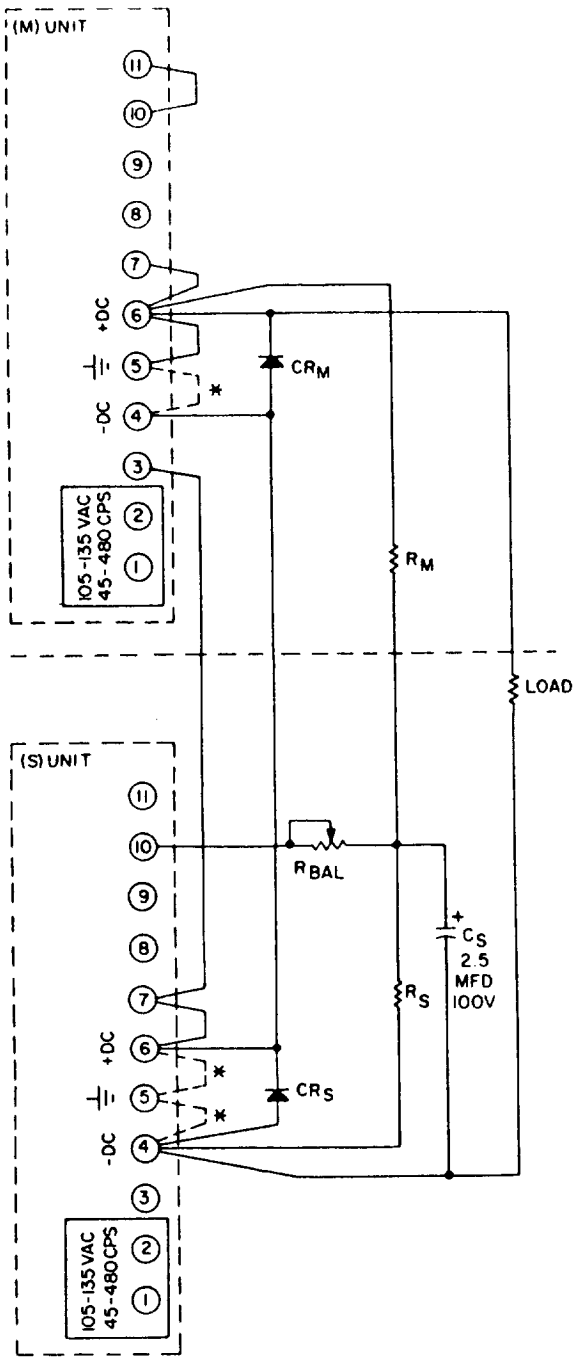 (M) UNIT
11
10
9
8
7
+DC
6
5
*
-DC
4
3
105-135 VAC
45-480 CPS
2
1
CRM
RM
LOAD
(S) UNIT
11
10
RBAL
9
8
+
CS
2.5
MFD
100V
7
RS
+DC
6
*
5
*
CRS
-DC
4
3
105-135 VAC
45-480 CPS
2
1